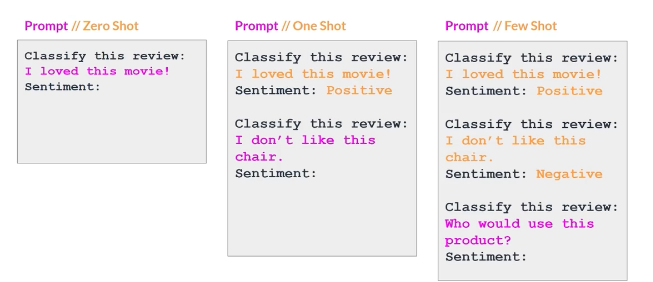 Prompt // Zero Shot
Classify this review:
I loved this movie!
Sentiment:
Prompt // One Shot
Classify this review:
I loved this movie!
Sentiment: Positive
Classify this review:
I don't like this
chair.
Sentiment:
Prompt // Few Shot
Classify this review:
I loved this movie!
Sentiment: Positive
Classify this review:
I don't like this
chair.
Sentiment: Negative
Classify this review:
Who would use this
product?
Sentiment: